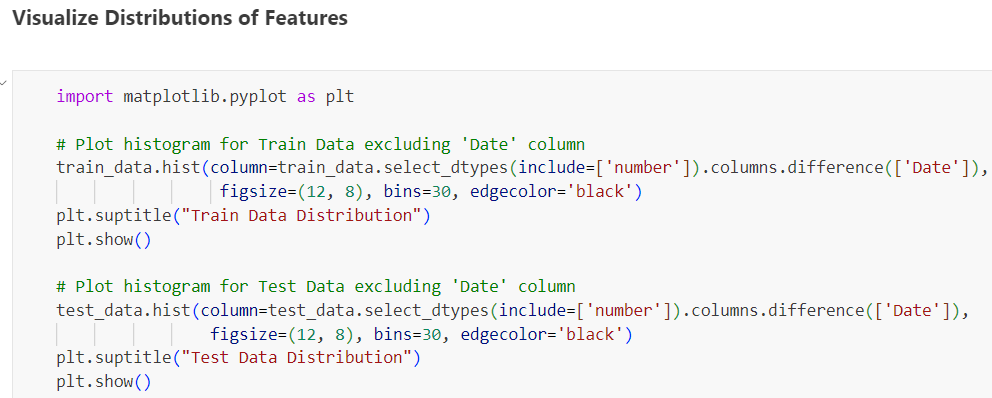 Visualize Distributions of Features
import matplotlib.pyplot as plt
# Plot histogram for Train Data excluding 'Date' column
train_data.hist(column=train_data.select_dtypes(include=['number']).columns.difference(['Date']),
figsize=(12, 8), bins=30, edgecolor='black')
plt.suptitle("Train Data Distribution")
plt.show()
# Plot histogram for Test Data excluding 'Date' column
test_data.hist(column=test_data.select_dtypes(include=['number']).columns.difference(['Date']),
figsize=(12, 8), bins=30, edgecolor='black')
plt.suptitle("Test Data Distribution")
plt.show()